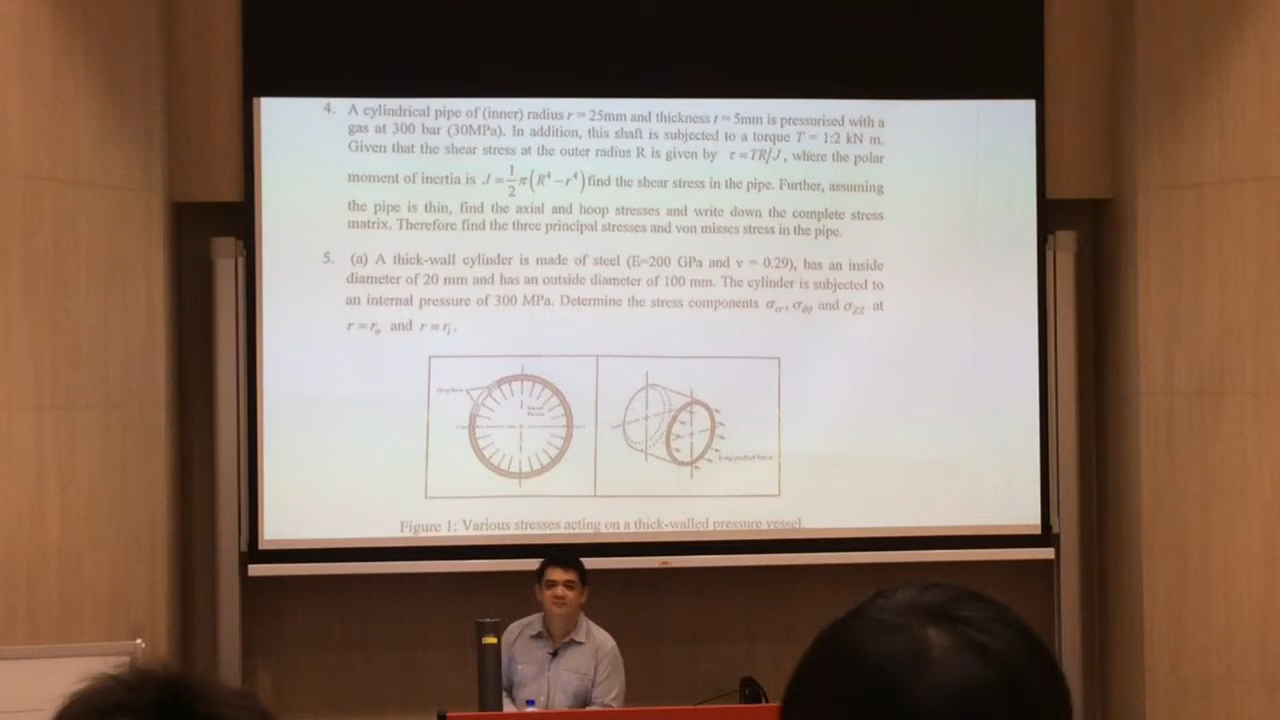 4. A cylindrical pipe of (inner) radius r = 25mm and thickness t = 5mm is pressurised with a
gas at 300 bar (30MPa). In addition, this shaft is subjected to a torque T = 1:2 kN m.
Given that the shear stress at the outer radius R is given by τ = TR/J, where the polar
moment of inertia is J = 1/2 π(R⁴ − r⁴) find the shear stress in the pipe. Further, assuming
the pipe is thin, find the axial and hoop stresses and write down the complete stress
matrix. Therefore find the three principal stresses and von misses stress in the pipe.
5. (a) A thick-wall cylinder is made of steel (E=200 GPa and v = 0.29), has an inside
diameter of 20 mm and has an outside diameter of 100 mm. The cylinder is subjected to
an internal pressure of 300 MPa. Determine the stress components σrr, σθθ and σzz at
r = ro and r = ri.
Figure 1: Various stresses acting on a thick-walled pressure vessel.